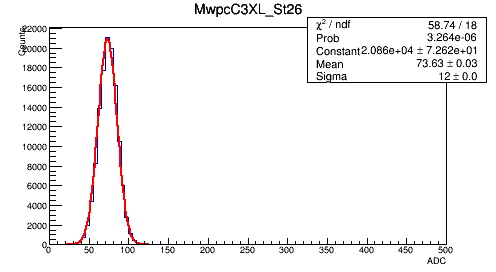 MwpcC3XL_St26
χ² / ndf 58.74 / 18
Prob 3.264e-06
Constant 2.086e+04 ± 7.262e+01
Mean 73.63 ± 0.03
Sigma 12 ± 0.0
Counts
22000
20000
18000
16000
14000
12000
10000
8000
6000
4000
2000
0
0 50 100 150 200 250 300 350 400 450 500
ADC